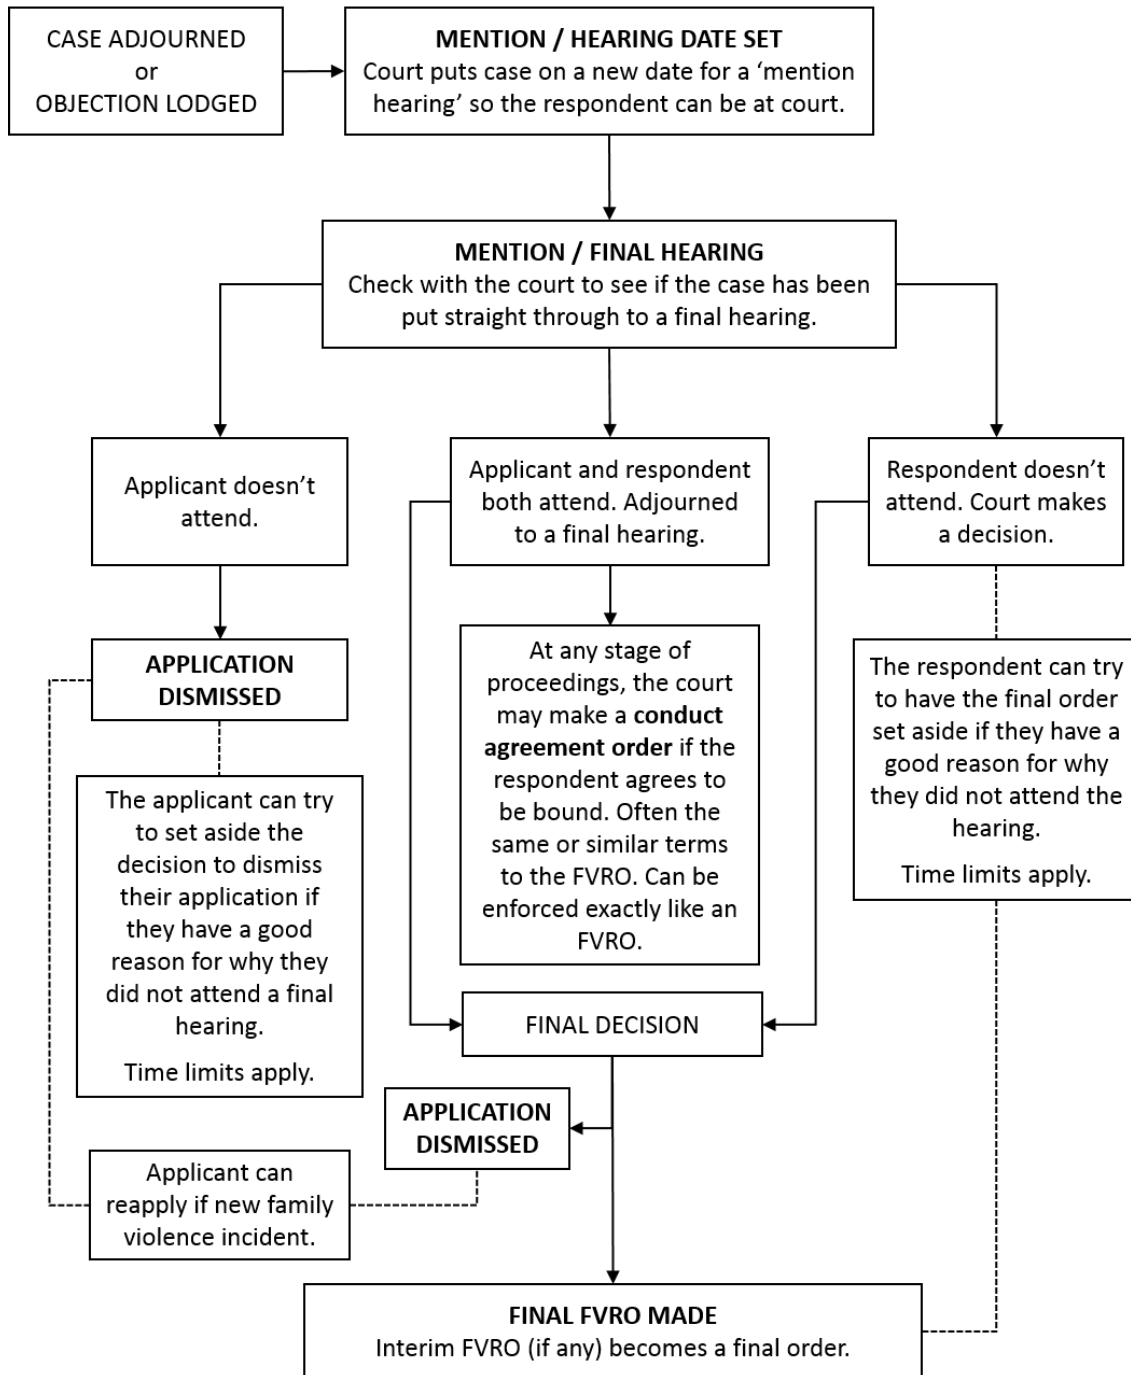 CASE ADJOURNED
or
OBJECTION LODGED
MENTION / HEARING DATE SET
Court puts case on a new date for a ‘mention
hearing’ so the respondent can be at court.
MENTION / FINAL HEARING
Check with the court to see if the case has been
put straight through to a final hearing.
Applicant doesn’t
attend.
Applicant and respondent
both attend. Adjourned
to a final hearing.
Respondent doesn’t
attend. Court makes
a decision.
APPLICATION
DISMISSED
At any stage of
proceedings, the court
may make a conduct
agreement order if the
respondent agrees to
be bound. Often the
same or similar terms
to the FVRO. Can be
enforced exactly like an
FVRO.
The respondent can try
to have the final order
set aside if they have a
good reason for why
they did not attend the
hearing.
Time limits apply.
The applicant can try
to set aside the
decision to dismiss
their application if
they have a good
reason for why they
did not attend a final
hearing.
Time limits apply.
FINAL DECISION
APPLICATION
DISMISSED
Applicant can
reapply if new family
violence incident.
FINAL FVRO MADE
Interim FVRO (if any) becomes a final order.